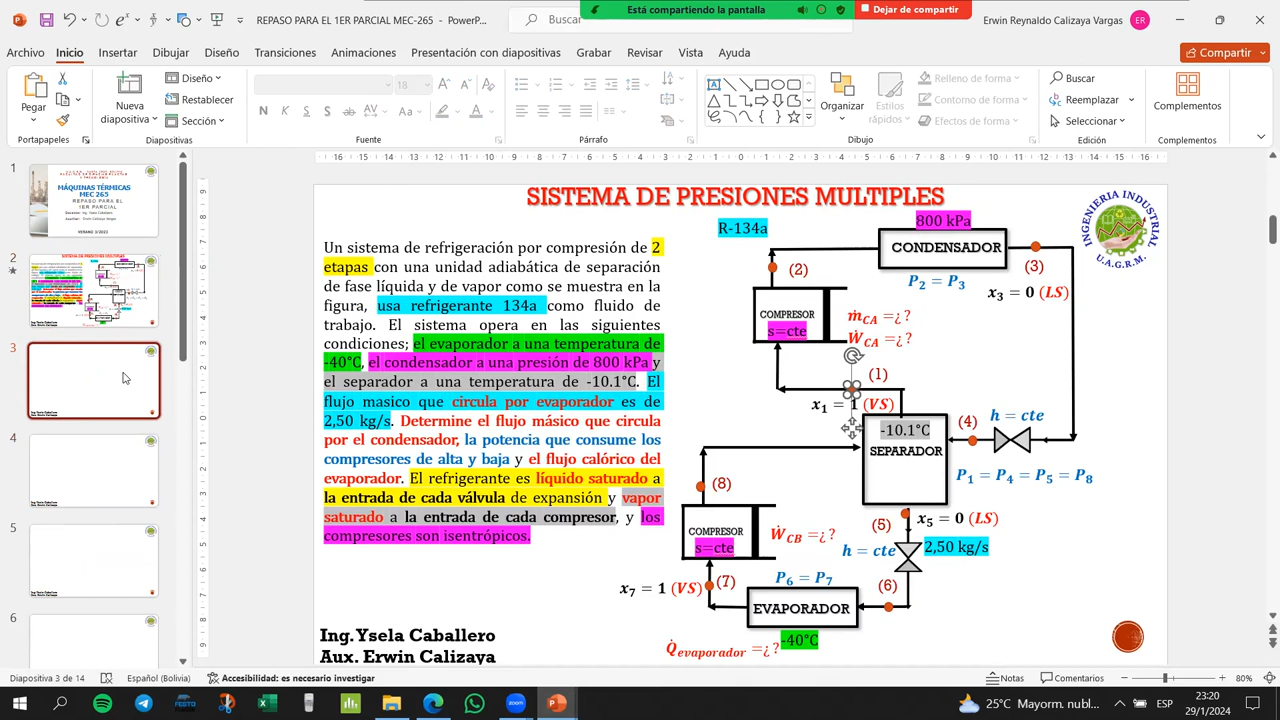 REPASO PARA EL 1ER PARCIAL MEC-265 - PowerP...
Buscar
Está compartiendo la pantalla
Dejar de compartir
Erwin Reynaldo Calizaya Vargas
ER
Archivo Inicio Insertar Dibujar Diseño Transiciones Animaciones Presentación con diapositivas Grabar Revisar Vista Ayuda
Compartir
Pegar
Nueva diapositiva
Diseño
Restablecer
Sección
18
Organizar
Estilos rápidos
Relleno de forma
Contorno de forma
Efectos de forma
Buscar
Reemplazar
Seleccionar
Complementos
Portapapeles
Diapositivas
Fuente
Párrafo
Dibujo
Edición
Complementos
1
MÁQUINAS TÉRMICAS
MEC 265
REPASO PARA EL
1ER PARCIAL
2
3
4
5
6
SISTEMA DE PRESIONES MULTIPLES
Un sistema de refrigeración por compresión de 2
etapas con una unidad adiabática de separación
de fase líquida y de vapor como se muestra en la
figura, usa refrigerante 134a como fluido de
trabajo. El sistema opera en las siguientes
condiciones; el evaporador a una temperatura de
-40°C, el condensador a una presión de 800 kPa y
el separador a una temperatura de -10.1°C. El
flujo masico que circula por evaporador es de
2,50 kg/s. Determine el flujo másico que circula
por el condensador, la potencia que consume los
compresores de alta y baja y el flujo calórico del
evaporador. El refrigerante es líquido saturado a
la entrada de cada válvula de expansión y vapor
saturado a la entrada de cada compresor, y los
compresores son isentrópicos.
Ing.Ysela Caballero
Aux. Erwin Calizaya
R-134a
800 kPa
CONDENSADOR
P₂ = P₃
(2)
(3)
x₃ = 0 (LS)
COMPRESOR
s=cte
ṁ_CA =¿?
Ẇ_CA =¿?
(1)
x₁ = 1 (VS)
-10.1°C
SEPARADOR
(4)
h = cte
P₁ = P₄ = P₅ = P₈
(8)
(5)
x₅ = 0 (LS)
COMPRESOR
s=cte
Ẇ_CB =¿?
h = cte
2,50 kg/s
x₇ = 1 (VS)
(7)
P₆ = P₇
(6)
EVAPORADOR
Q̇_evaporador =¿?
-40°C
INGENIERIA INDUSTRIAL
U.A.G.R.M.
Diapositiva 3 de 14
Español (Bolivia)
Accesibilidad: es necesario investigar
Notas
Comentarios
80%
25°C Mayorm. nubl...
ESP
23:20
29/1/2024